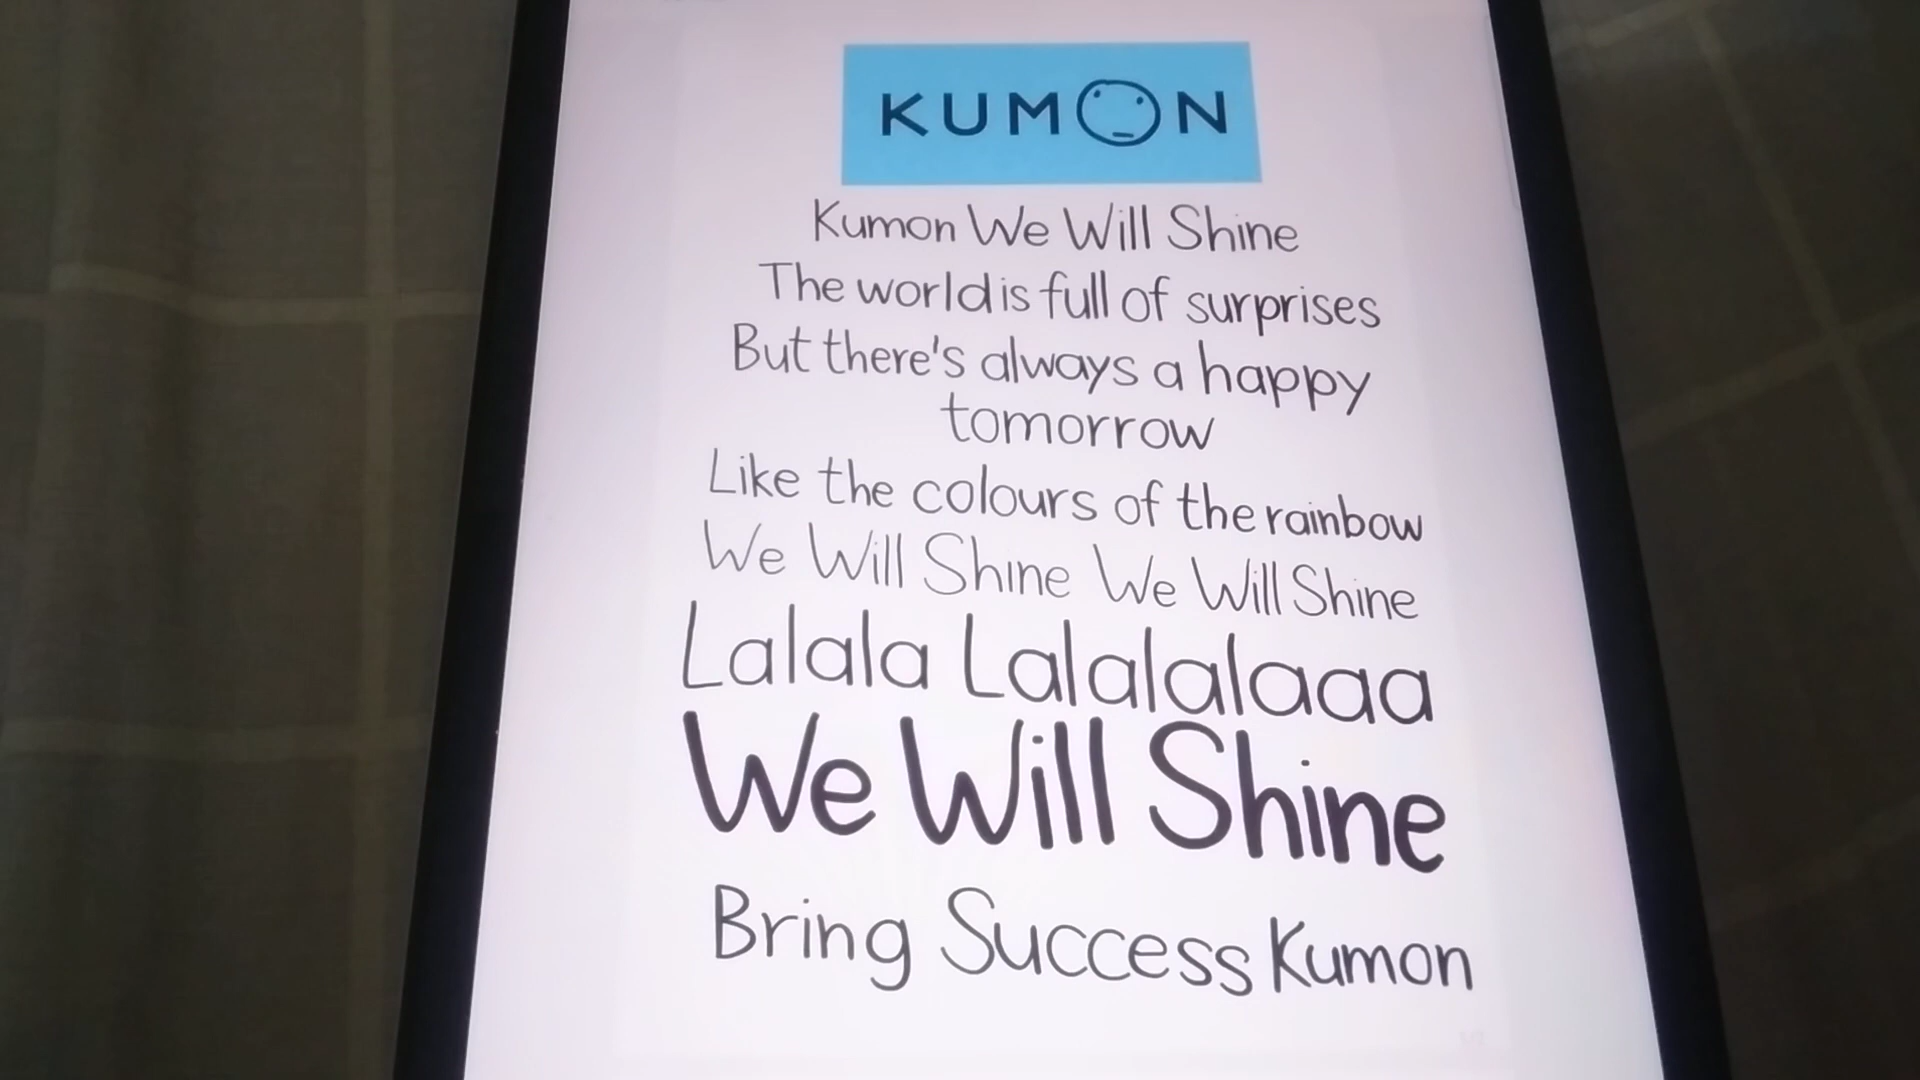 KUMON
Kumon We Will Shine
The world is full of surprises
But there's always a happy
tomorrow
Like the colours of the rainbow
We Will Shine We Will Shine
Lalala Lalalalaaa
We Will Shine
Bring Success Kumon